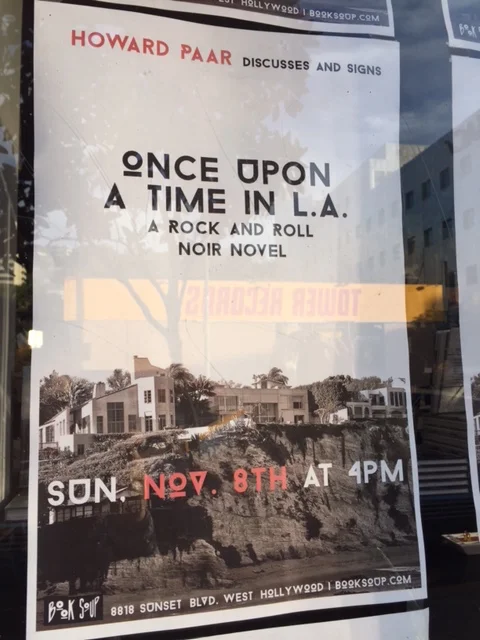 HOLLYWOOD | BOOKSOUP.COM
HOWARD PAAR DISCUSSES AND SIGNS
ONCE UPON
A TIME IN L.A.
A ROCK AND ROLL
NOIR NOVEL
TOWER RECORDS
SUN. NOV. 8TH AT 4PM
BOOK SOUP 8818 SUNSET BLVD. WEST HOLLYWOOD | BOOKSOUP.COM